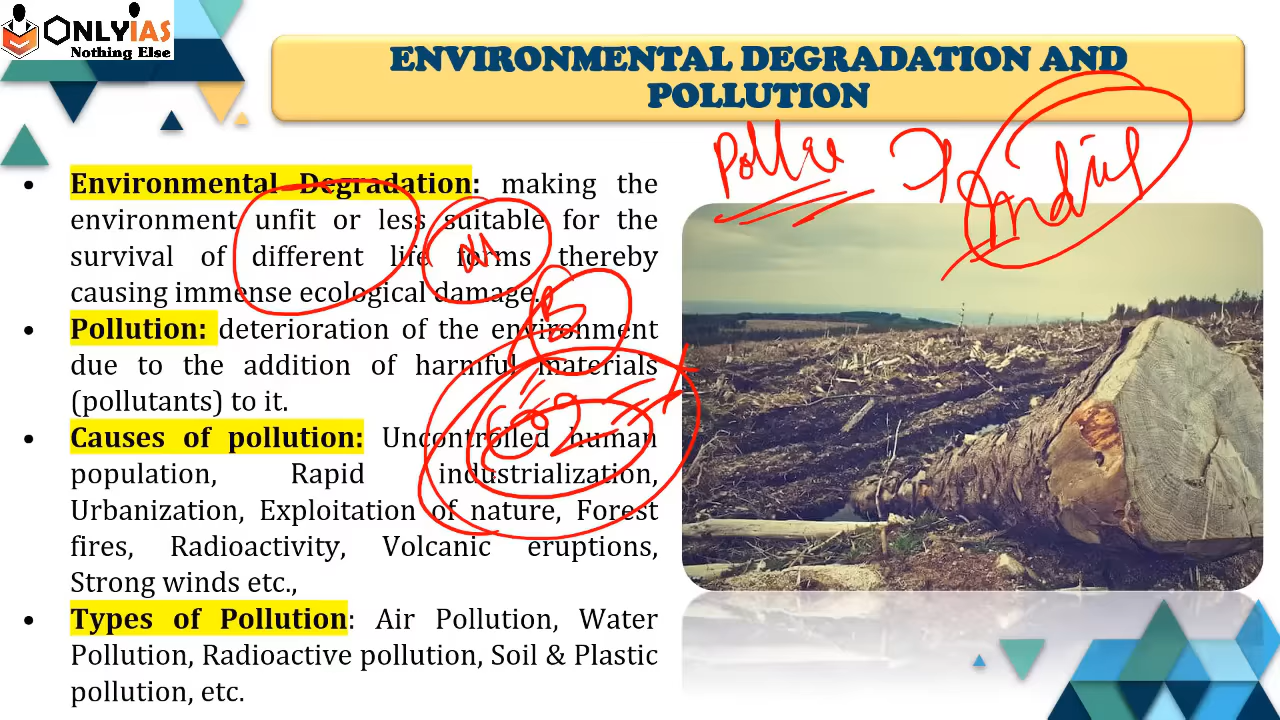 ONLYIAS
Nothing Else
ENVIRONMENTAL DEGRADATION AND
POLLUTION
• Environmental Degradation: making the
environment unfit or less suitable for the
survival of different life forms thereby
causing immense ecological damage.
• Pollution: deterioration of the environment
due to the addition of harmful materials
(pollutants) to it.
• Causes of pollution: Uncontrolled human
population, Rapid industrialization,
Urbanization, Exploitation of nature, Forest
fires, Radioactivity, Volcanic eruptions,
Strong winds etc.,
• Types of Pollution: Air Pollution, Water
Pollution, Radioactive pollution, Soil & Plastic
pollution, etc.
B